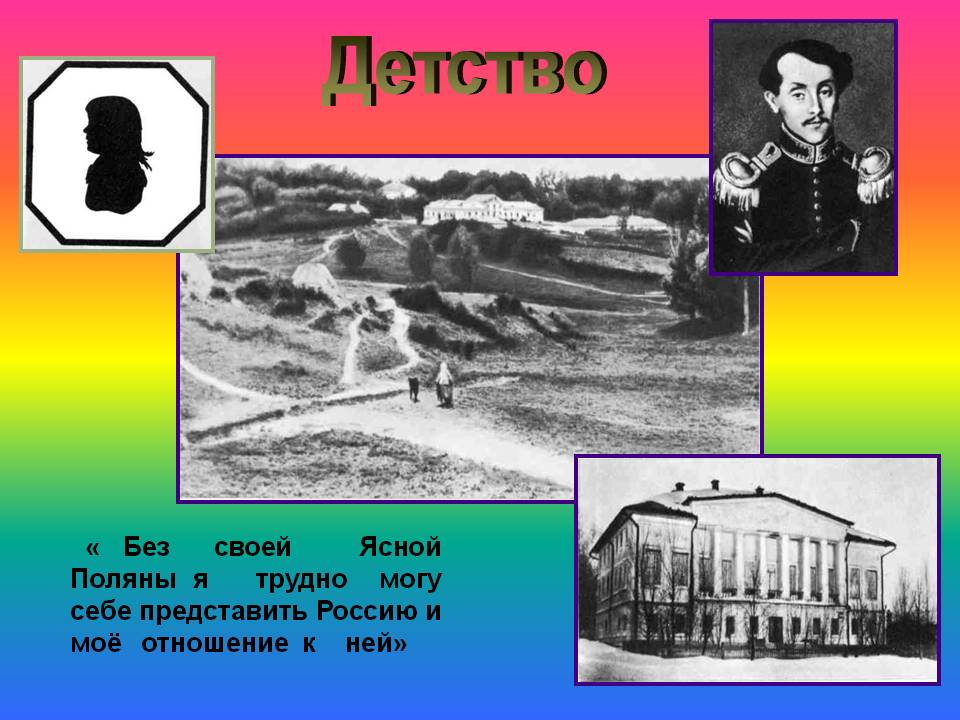 Детство
« Без своей Ясной
Поляны я трудно могу
себе представить Россию и
моё отношение к ней»